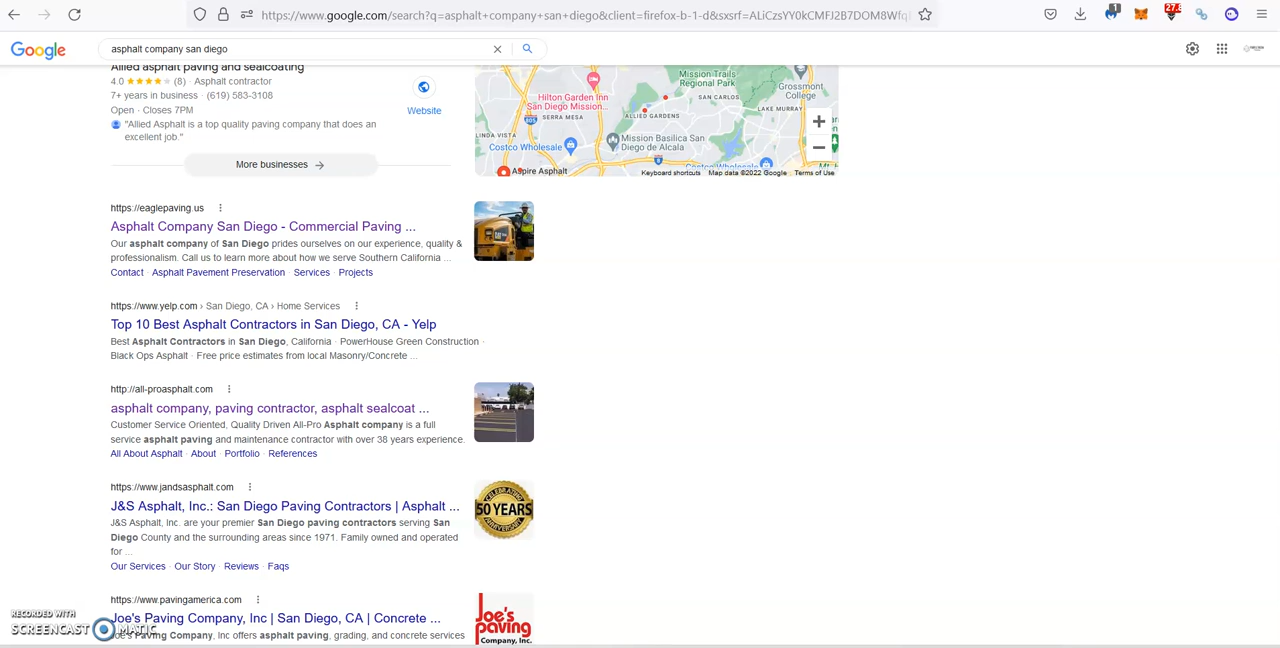 https://www.google.com/search?q=asphalt+company+san+diego&client=firefox-b-1-d&sxsrf=ALiCzsYY0kCMFJ2B7DOM8Wfq
1
27.8
Google
asphalt company san diego
Allied asphalt paving and sealcoating
4.0 (8) · Asphalt contractor
7+ years in business · (619) 583-3108
Open · Closes 7PM
"Allied Asphalt is a top quality paving company that does an
excellent job."
Website
More businesses
Mission Trails
Regional Park
Grossmont
College
Hilton Garden Inn
San Diego Mission...
SAN CARLOS
LAKE MURRAY
805
SERRA MESA
ALLIED GARDENS
LINDA VISTA
Costco Wholesale
Mission Basilica San
Diego de Alcala
8
Costco Wholesale
Aspire Asphalt
Keyboard shortcuts
Map data ©2022 Google
Terms of Use
https://eaglepaving.us
Asphalt Company San Diego - Commercial Paving ...
Our asphalt company of San Diego prides ourselves on our experience, quality &
professionalism. Call us to learn more about how we serve Southern California ...
Contact · Asphalt Pavement Preservation · Services · Projects
https://www.yelp.com › San Diego, CA › Home Services
Top 10 Best Asphalt Contractors in San Diego, CA - Yelp
Best Asphalt Contractors in San Diego, California · PowerHouse Green Construction ·
Black Ops Asphalt · Free price estimates from local Masonry/Concrete ...
http://all-proasphalt.com
asphalt company, paving contractor, asphalt sealcoat ...
Customer Service Oriented, Quality Driven All-Pro Asphalt company is a full
service asphalt paving and maintenance contractor with over 38 years experience.
All About Asphalt · About · Portfolio · References
https://www.jandsasphalt.com
J&S Asphalt, Inc.: San Diego Paving Contractors | Asphalt ...
J&S Asphalt, Inc. are your premier San Diego paving contractors serving San
Diego County and the surrounding areas since 1971. Family owned and operated
for ...
Our Services · Our Story · Reviews · Faqs
CELEBRATING
50 YEARS
ANNIVERSARY
https://www.pavingamerica.com
Joe's Paving Company, Inc | San Diego, CA | Concrete ...
Joe's Paving Company, Inc offers asphalt paving, grading, and concrete services
Joe's
paving
Company, Inc.
RECORDED WITH
SCREENCAST MATIC